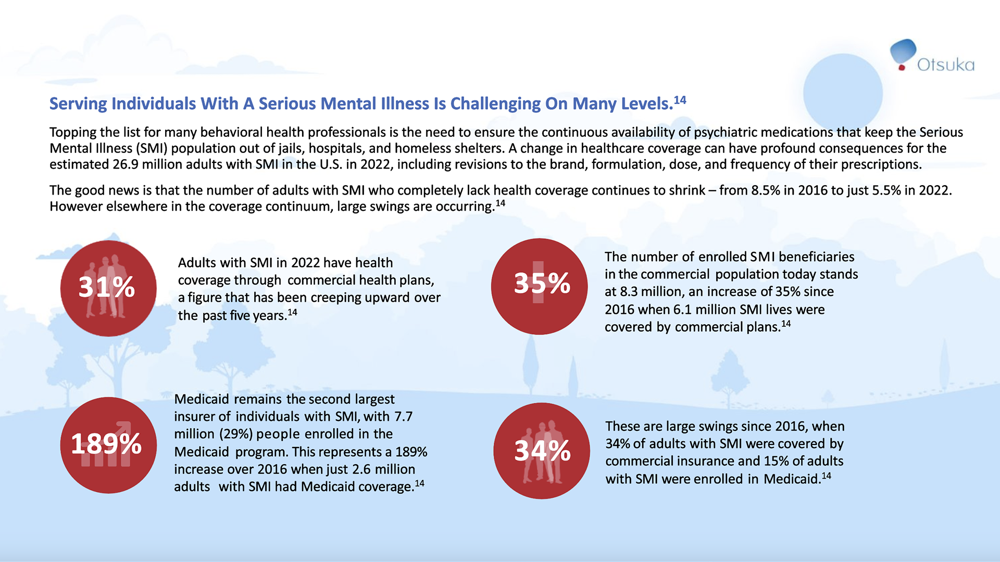 Otsuka
Serving Individuals With A Serious Mental Illness Is Challenging On Many Levels.14
Topping the list for many behavioral health professionals is the need to ensure the continuous availability of psychiatric medications that keep the Serious
Mental Illness (SMI) population out of jails, hospitals, and homeless shelters. A change in healthcare coverage can have profound consequences for the
estimated 26.9 million adults with SMI in the U.S. in 2022, including revisions to the brand, formulation, dose, and frequency of their prescriptions.
The good news is that the number of adults with SMI who completely lack health coverage continues to shrink – from 8.5% in 2016 to just 5.5% in 2022.
However elsewhere in the coverage continuum, large swings are occurring.14
31%
Adults with SMI in 2022 have health
coverage through commercial health plans,
a figure that has been creeping upward over
the past five years.14
35%
The number of enrolled SMI beneficiaries
in the commercial population today stands
at 8.3 million, an increase of 35% since
2016 when 6.1 million SMI lives were
covered by commercial plans.14
189%
Medicaid remains the second largest
insurer of individuals with SMI, with 7.7
million (29%) people enrolled in the
Medicaid program. This represents a 189%
increase over 2016 when just 2.6 million
adults with SMI had Medicaid coverage.14
34%
These are large swings since 2016, when
34% of adults with SMI were covered by
commercial insurance and 15% of adults
with SMI were enrolled in Medicaid.14